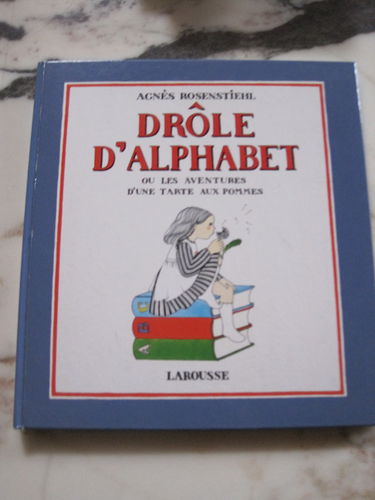 AGNÈS ROSENSTIEHL
DRÔLE
D'ALPHABET
OU LES AVENTURES
D'UNE TARTE AUX POMMES
C
B
A
LAROUSSE